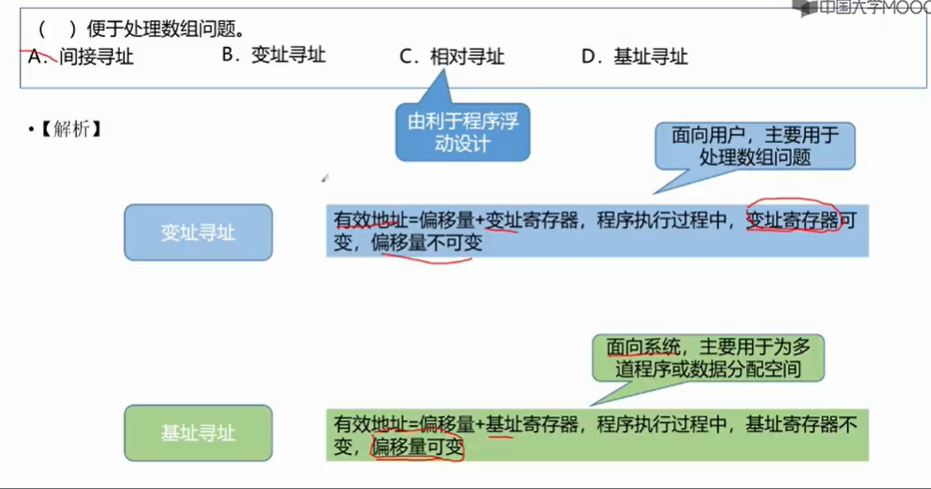 中国大学MOOC
（　）便于处理数组问题。
A．间接寻址 B．变址寻址 C．相对寻址 D．基址寻址
•【解析】
由利于程序浮
动设计
面向用户，主要用于
处理数组问题
变址寻址
有效地址=偏移量+变址寄存器，程序执行过程中，变址寄存器可
变，偏移量不可变
面向系统，主要用于为多
道程序或数据分配空间
基址寻址
有效地址=偏移量+基址寄存器，程序执行过程中，基址寄存器不
变，偏移量可变